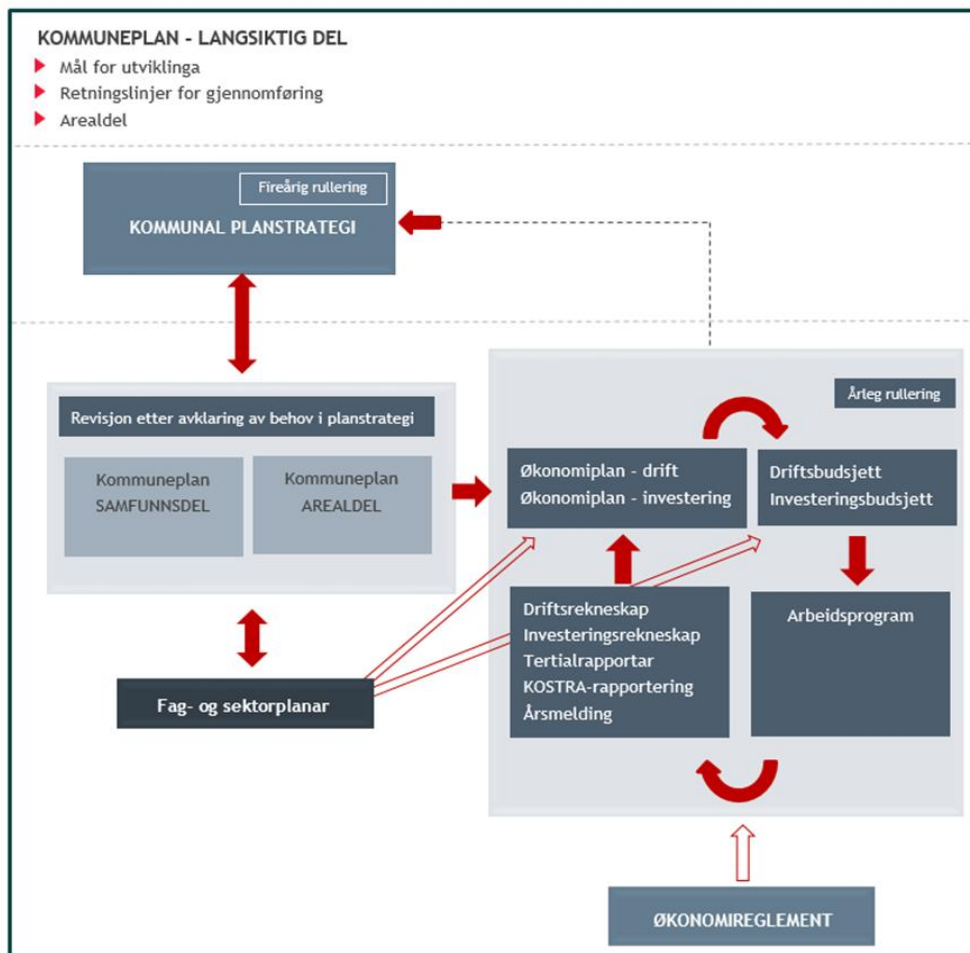 KOMMUNEPLAN - LANGSIKTIG DEL
Mål for utviklinga
Retningslinjer for gjennomføring
Arealdel
Fireårig rullering
KOMMUNAL PLANSTRATEGI
Revisjon etter avklaring av behov i planstrategi
Kommuneplan
SAMFUNNSDEL
Kommuneplan
AREALDEL
Fag- og sektorplanar
Årleg rullering
Økonomiplan - drift
Økonomiplan - investering
Driftsbudsjett
Investeringsbudsjett
Driftsrekneskap
Investeringsrekneskap
Tertialrapportar
KOSTRA-rapportering
Årsmelding
Arbeidsprogram
ØKONOMIREGLEMENT